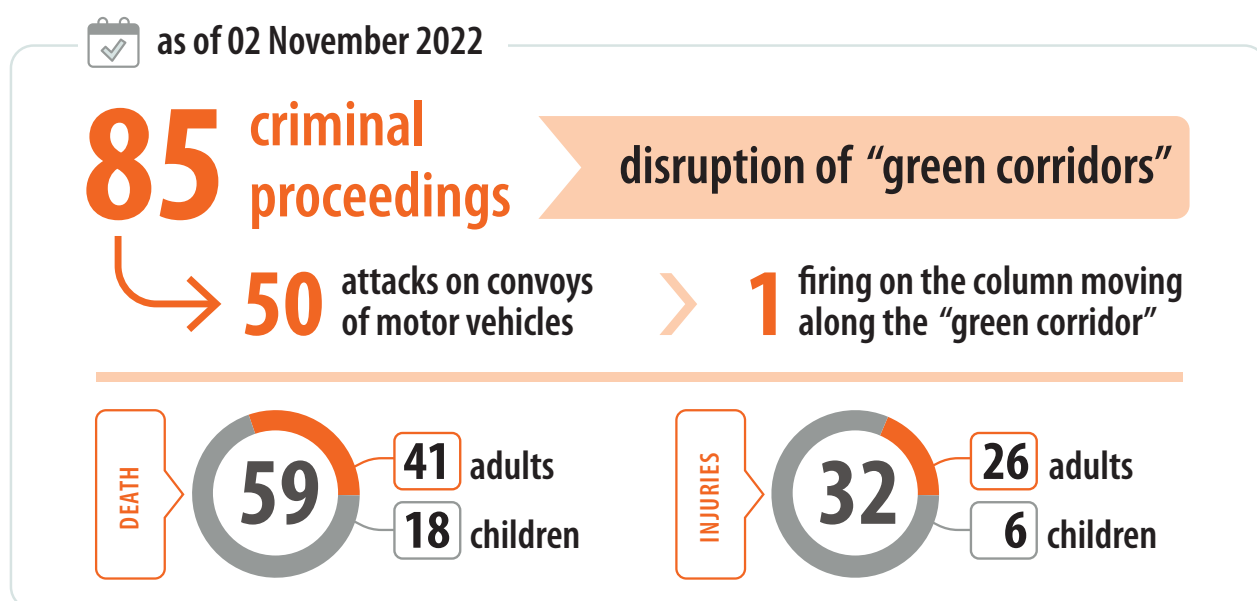 as of 02 November 2022
85 criminal
proceedings
disruption of “green corridors”
50 attacks on convoys
of motor vehicles
1 firing on the column moving
along the “green corridor”
DEATH
59
41 adults
18 children
INJURIES
32
26 adults
6 children